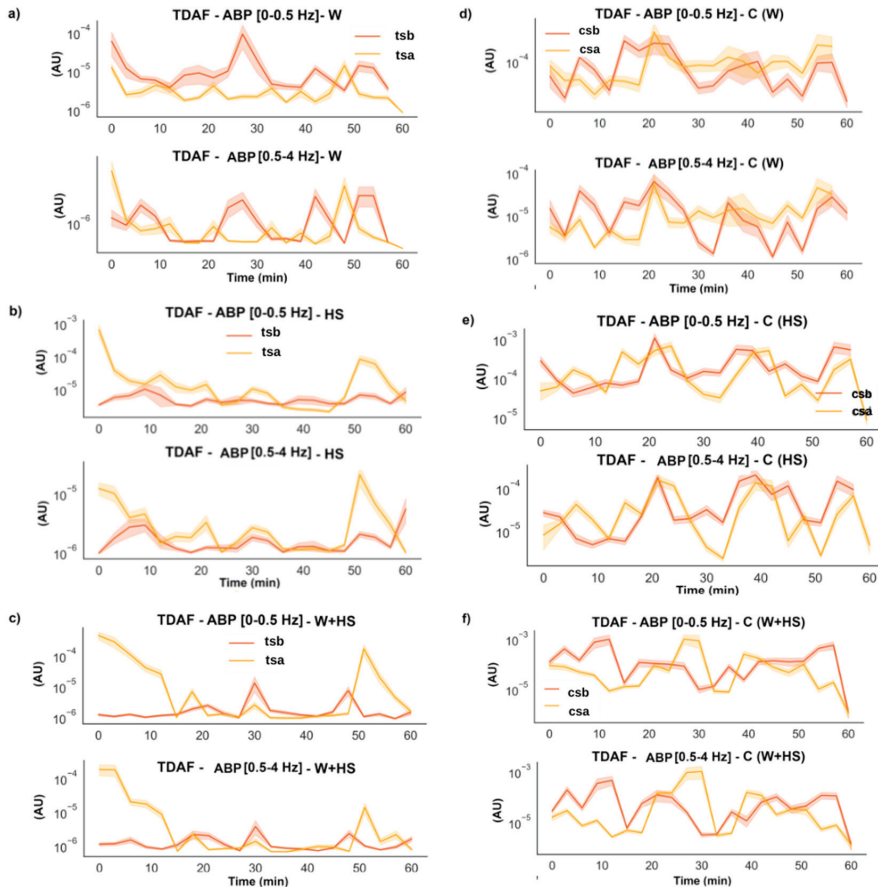 a)
TDAF - ABP [0-0.5 Hz]- W
tsb
tsa
(AU)
10⁻⁴
10⁻⁵
10⁻⁶
0 10 20 30 40 50 60
TDAF - ABP [0.5-4 Hz]- W
(AU)
10⁻⁶
0 10 20 30 40 50 60
Time (min)
b)
TDAF - ABP [0-0.5 Hz] - HS
tsb
tsa
(AU)
10⁻³
10⁻⁵
0 10 20 30 40 50 60
TDAF - ABP [0.5-4 Hz] - HS
(AU)
10⁻⁵
10⁻⁶
0 10 20 30 40 50 60
Time (min)
c)
TDAF - ABP [0-0.5 Hz] - W+HS
tsb
tsa
(AU)
10⁻⁴
10⁻⁵
10⁻⁶
0 10 20 30 40 50 60
TDAF - ABP [0.5-4 Hz] - W+HS
(AU)
10⁻⁴
10⁻⁶
0 10 20 30 40 50 60
Time (min)
d)
TDAF - ABP [0-0.5 Hz] - C (W)
csb
csa
(AU)
10⁻⁴
0 10 20 30 40 50 60
TDAF - ABP [0.5-4 Hz] - C (W)
(AU)
10⁻⁴
10⁻⁵
10⁻⁶
0 10 20 30 40 50 60
Time (min)
e)
TDAF - ABP [0-0.5 Hz] - C (HS)
csb
csa
(AU)
10⁻³
10⁻⁴
10⁻⁵
0 10 20 30 40 50 60
TDAF - ABP [0.5-4 Hz] - C (HS)
(AU)
10⁻⁴
10⁻⁵
0 10 20 30 40 50 60
Time (min)
f)
TDAF - ABP [0-0.5 Hz] - C (W+HS)
csb
csa
(AU)
10⁻³
10⁻⁵
0 10 20 30 40 50 60
TDAF - ABP [0.5-4 Hz] - C (W+HS)
(AU)
10⁻³
10⁻⁵
0 10 20 30 40 50 60
Time (min)